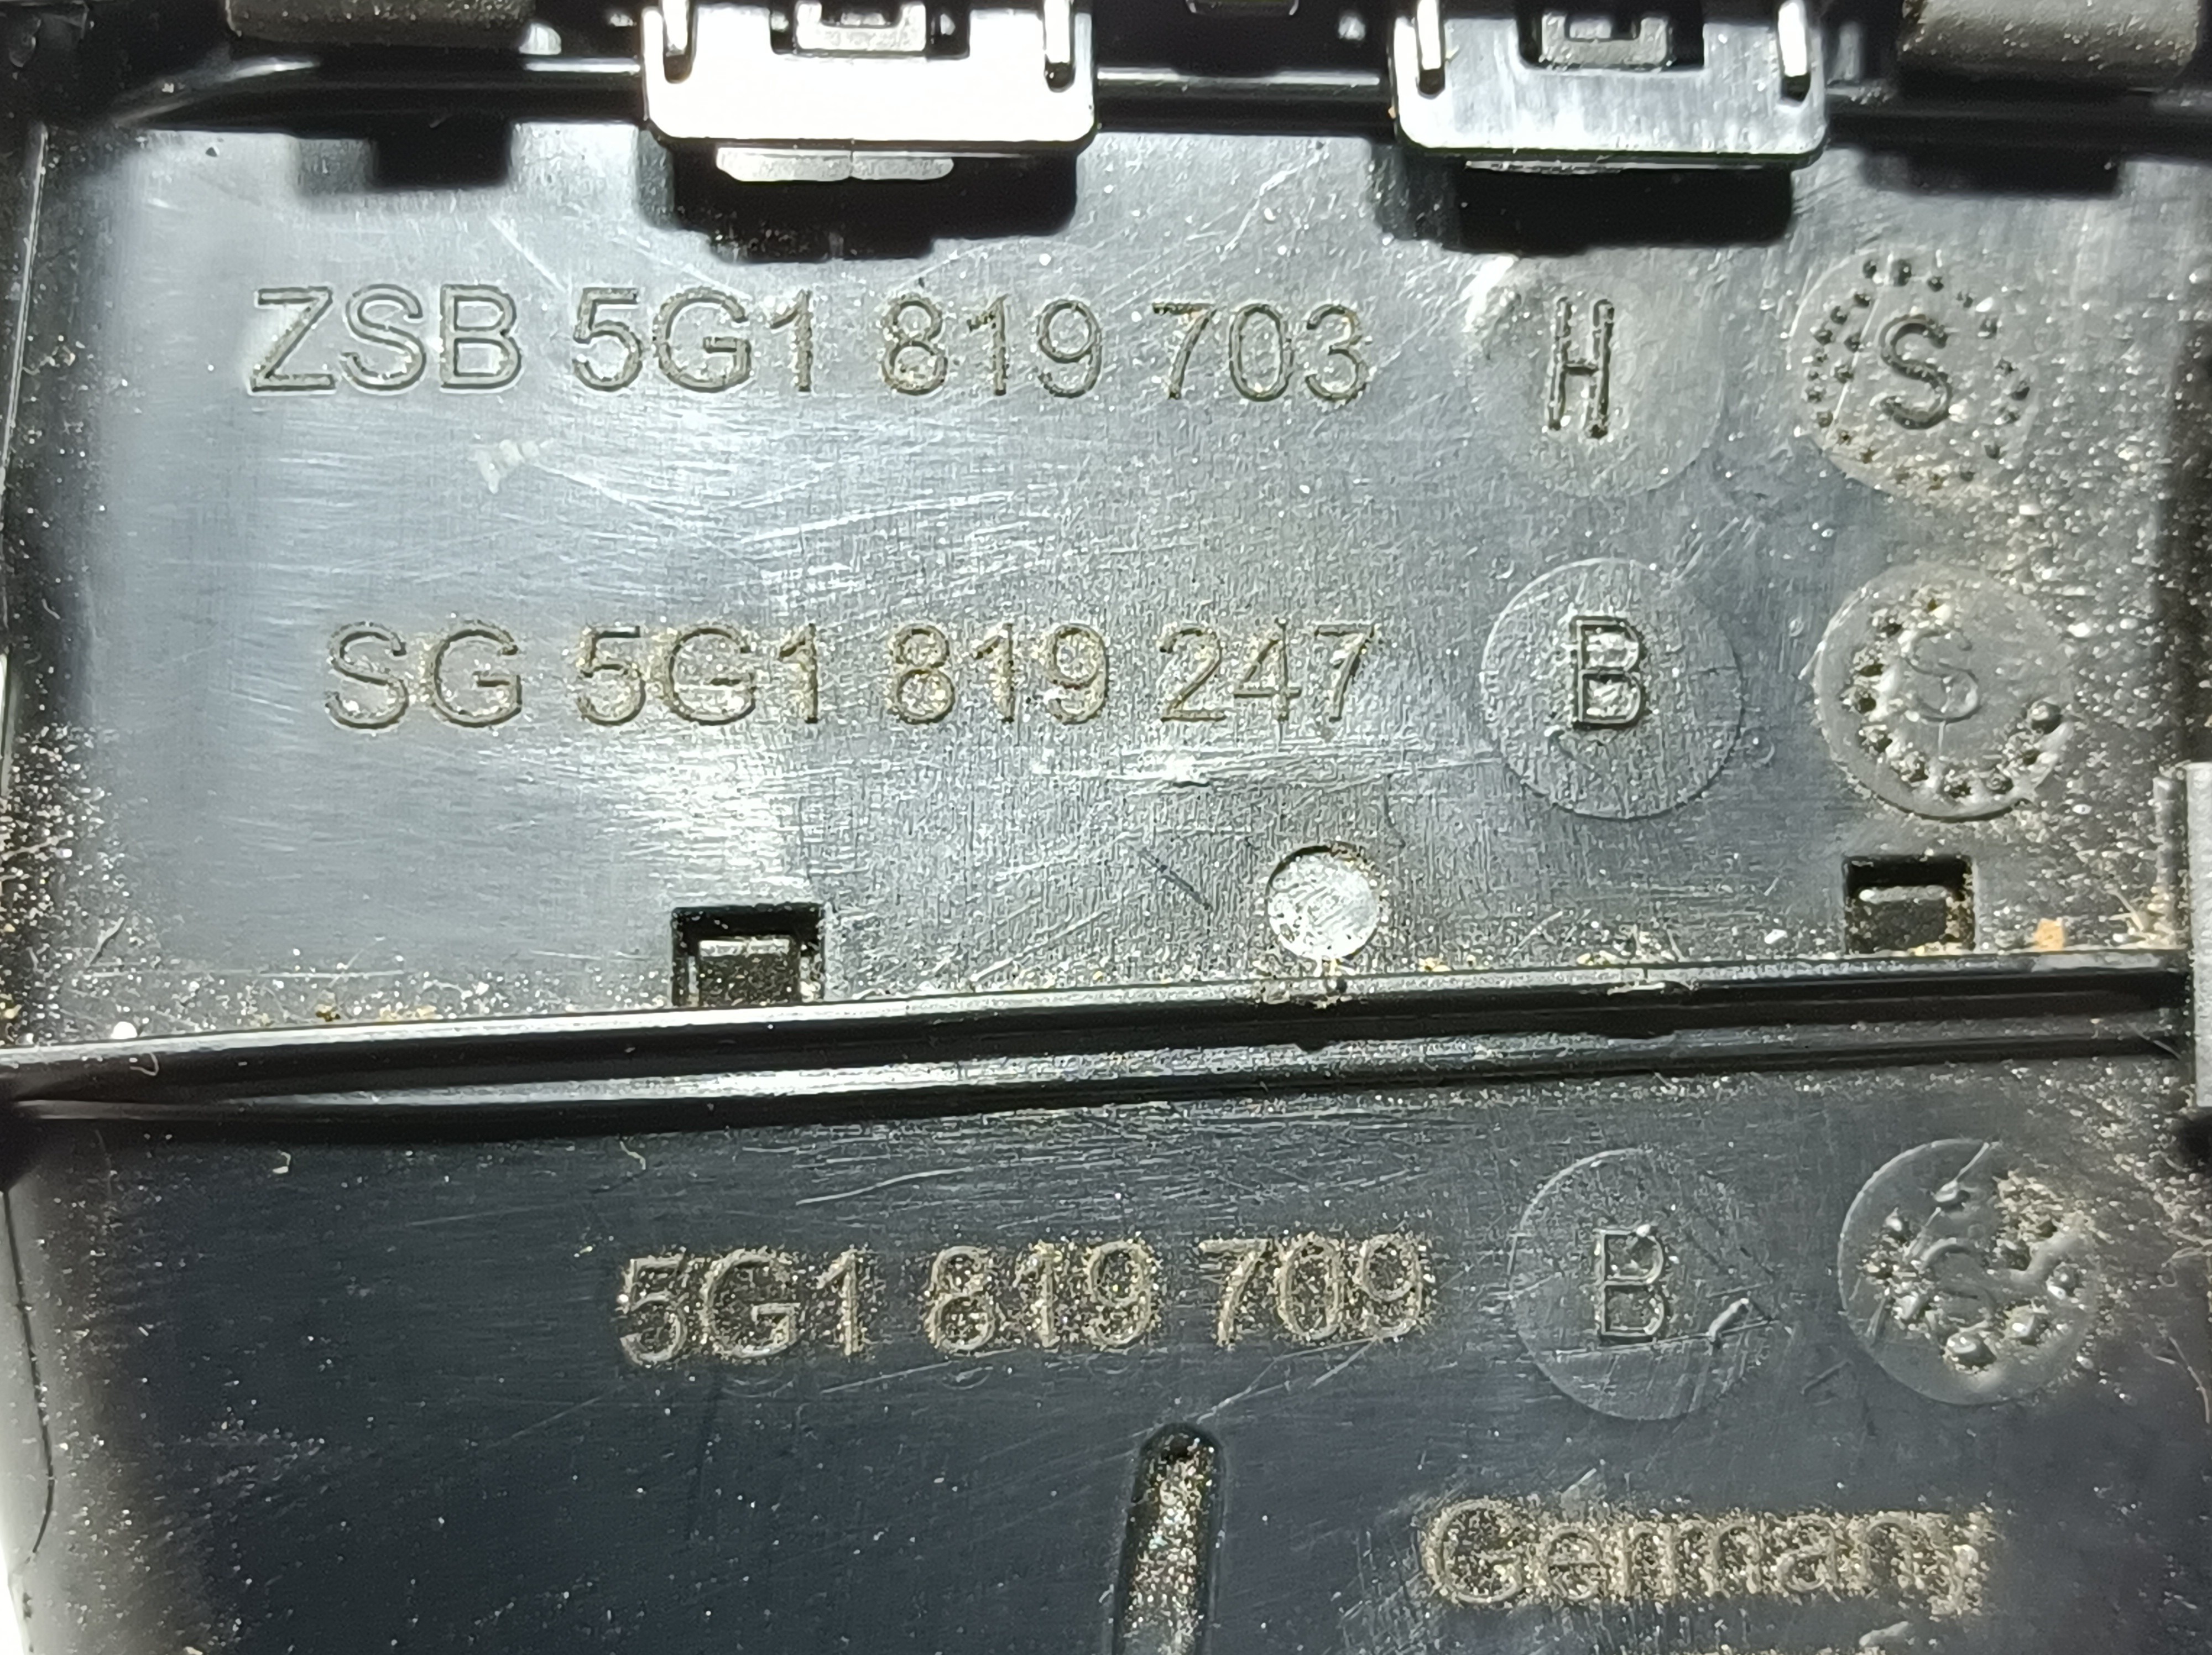 ZSB 5G1 819 703 H S
SG 5G1 819 247 B S
5G1 819 709 B S
Germany